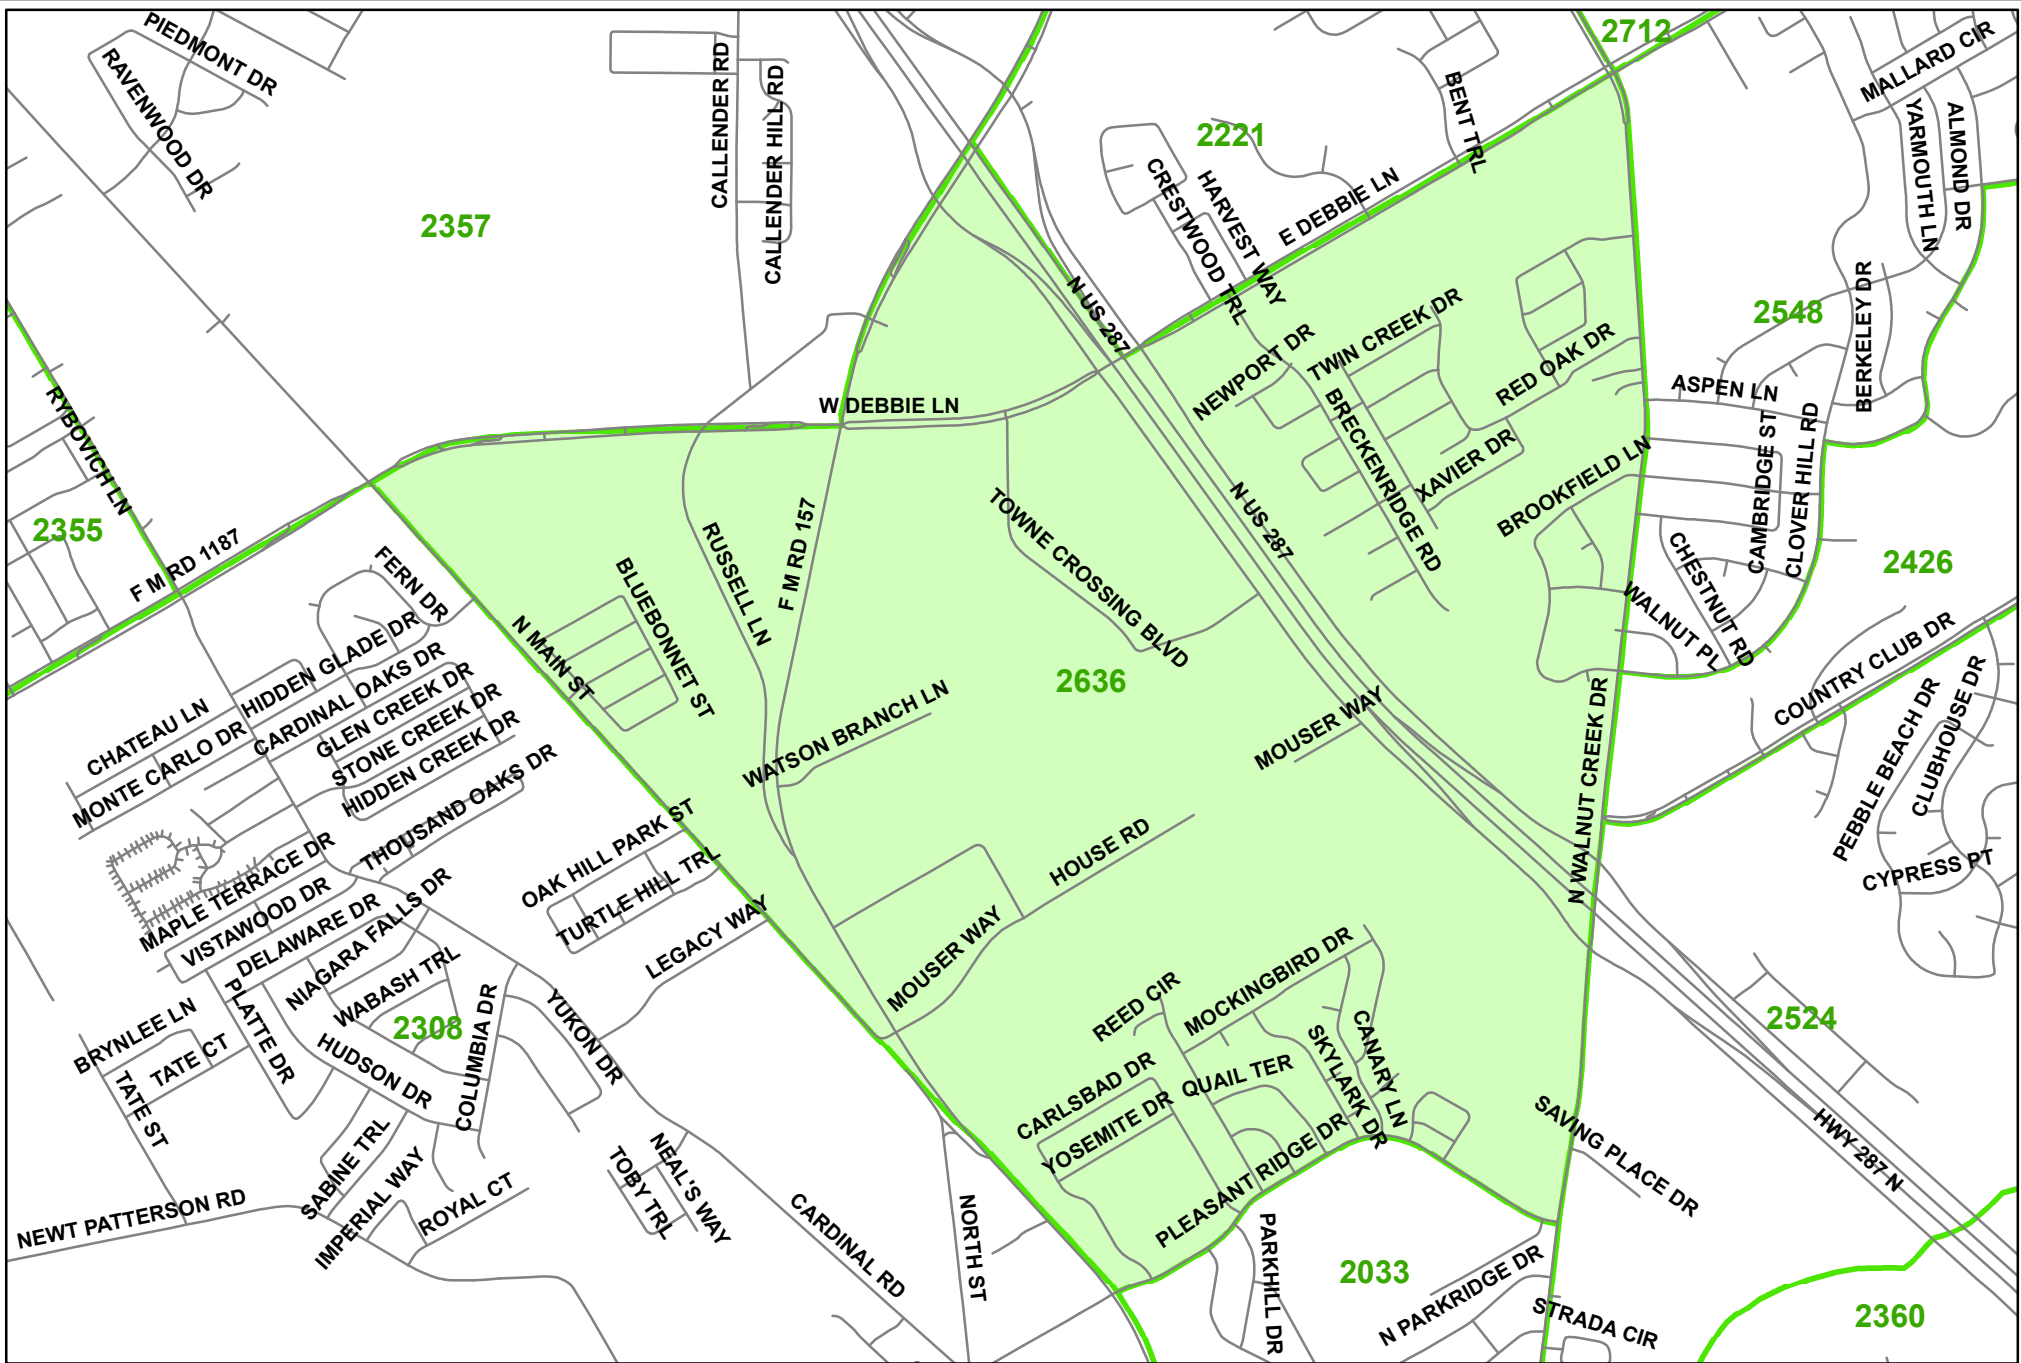 PIEDMONT DR
RAVENWOOD DR
CALLENDER RD
CALLENDER HILL RD
2357
2712
2221
BENT TRL
MALLARD CIR
YARMOUTH LN
ALMOND DR
CRESTWOOD TRL
HARVEST WAY
E DEBBIE LN
N US 287
2548
BERKELEY DR
NEWPORT DR
TWIN CREEK DR
RED OAK DR
ASPEN LN
W DEBBIE LN
RYBOVICH LN
2355
F M RD 1187
BRECKENRIDGE RD
XAVIER DR
BROOKFIELD LN
CAMBRIDGE ST
CLOVER HILL RD
2426
CHESTNUT RD
WALNUT PL
N US 287
TOWNE CROSSING BLVD
F M RD 157
RUSSELL LN
BLUEBONNET ST
N MAIN ST
FERN DR
HIDDEN GLADE DR
CARDINAL OAKS DR
GLEN CREEK DR
STONE CREEK DR
HIDDEN CREEK DR
CHATEAU LN
MONTE CARLO DR
THOUSAND OAKS DR
2636
WATSON BRANCH LN
MOUSER WAY
COUNTRY CLUB DR
PEBBLE BEACH DR
CLUBHOUSE DR
CYPRESS PT
N WALNUT CREEK DR
HOUSE RD
MOUSER WAY
OAK HILL PARK ST
TURTLE HILL TRL
LEGACY WAY
MAPLE TERRACE DR
VISTAWOOD DR
DELAWARE DR
NIAGARA FALLS DR
WABASH TRL
PLATTE DR
2308
HUDSON DR
COLUMBIA DR
YUKON DR
BRYNLEE LN
TATE CT
TATE ST
SABINE TRL
IMPERIAL WAY
ROYAL CT
NEWT PATTERSON RD
TOBY TRL
NEAL'S WAY
CARDINAL RD
NORTH ST
REED CIR
MOCKINGBIRD DR
CARLSBAD DR
YOSEMITE DR
QUAIL TER
SKYLARK DR
CANARY LN
PLEASANT RIDGE DR
PARKHILL DR
2033
N PARKRIDGE DR
STRADA CIR
SAVING PLACE DR
2524
HWY 287 N
2360